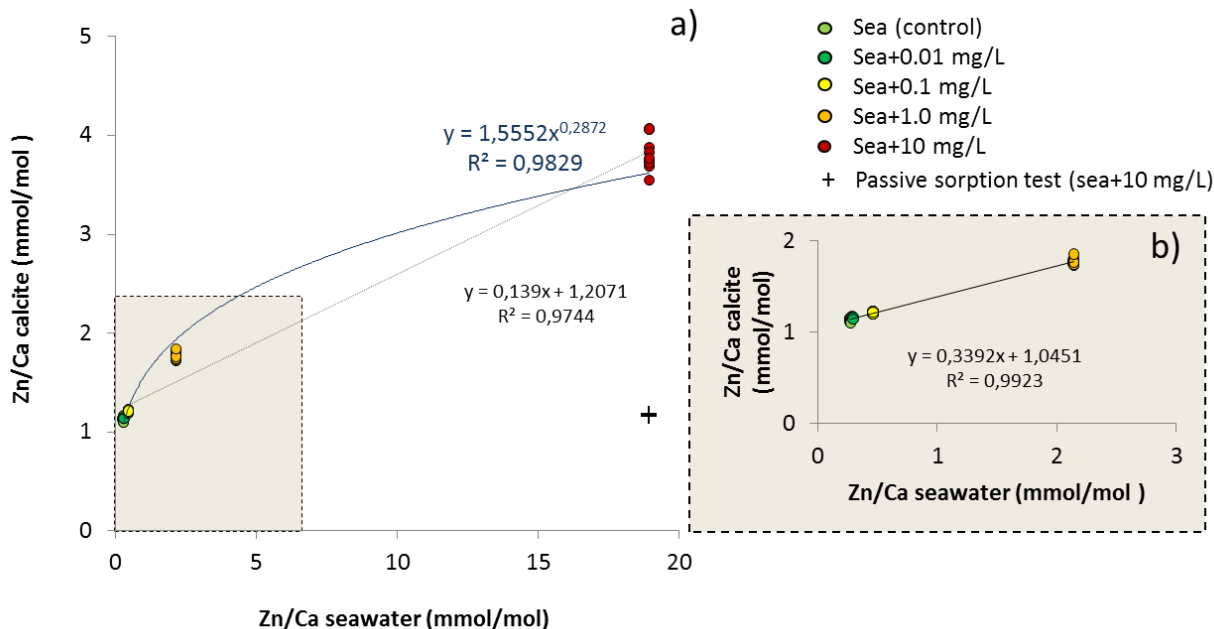 a)
Zn/Ca calcite (mmol/mol )
5
4
3
2
1
0
0
5
10
15
20
Zn/Ca seawater (mmol/mol)
y = 1,5552x^0,2872
R² = 0,9829
y = 0,139x + 1,2071
R² = 0,9744
Sea (control)
Sea+0.01 mg/L
Sea+0.1 mg/L
Sea+1.0 mg/L
Sea+10 mg/L
+ Passive sorption test (sea+10 mg/L)
b)
Zn/Ca calcite
(mmol/mol)
2
1
0
0
1
2
3
y = 0,3392x + 1,0451
R² = 0,9923
Zn/Ca seawater (mmol/mol )